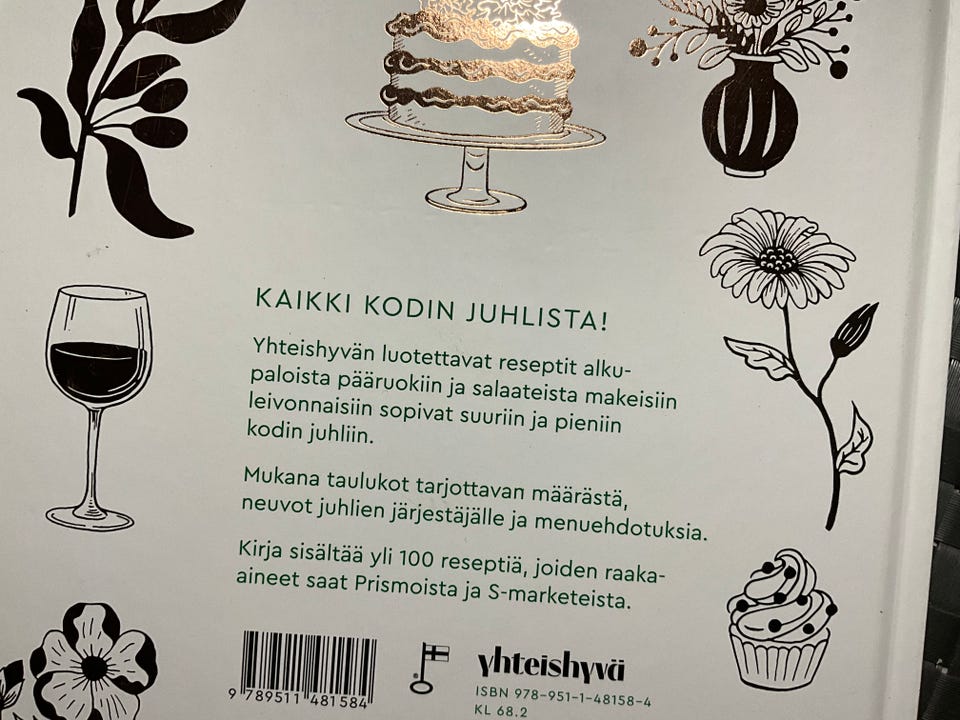 KAIKKI KODIN JUHLISTA!
Yhteishyvän luotettavat reseptit alku-
paloista pääruokiin ja salaateista makeisiin
leivonnaisiin sopivat suuriin ja pieniin
kodin juhliin.
Mukana taulukot tarjottavan määrästä,
neuvot juhlien järjestäjälle ja menuehdotuksia.
Kirja sisältää yli 100 reseptiä, joiden raaka-
aineet saat Prismoista ja S-marketeista.
9 789511 481584
yhteishyvä
ISBN 978-951-1-48158-4
KL 68.2